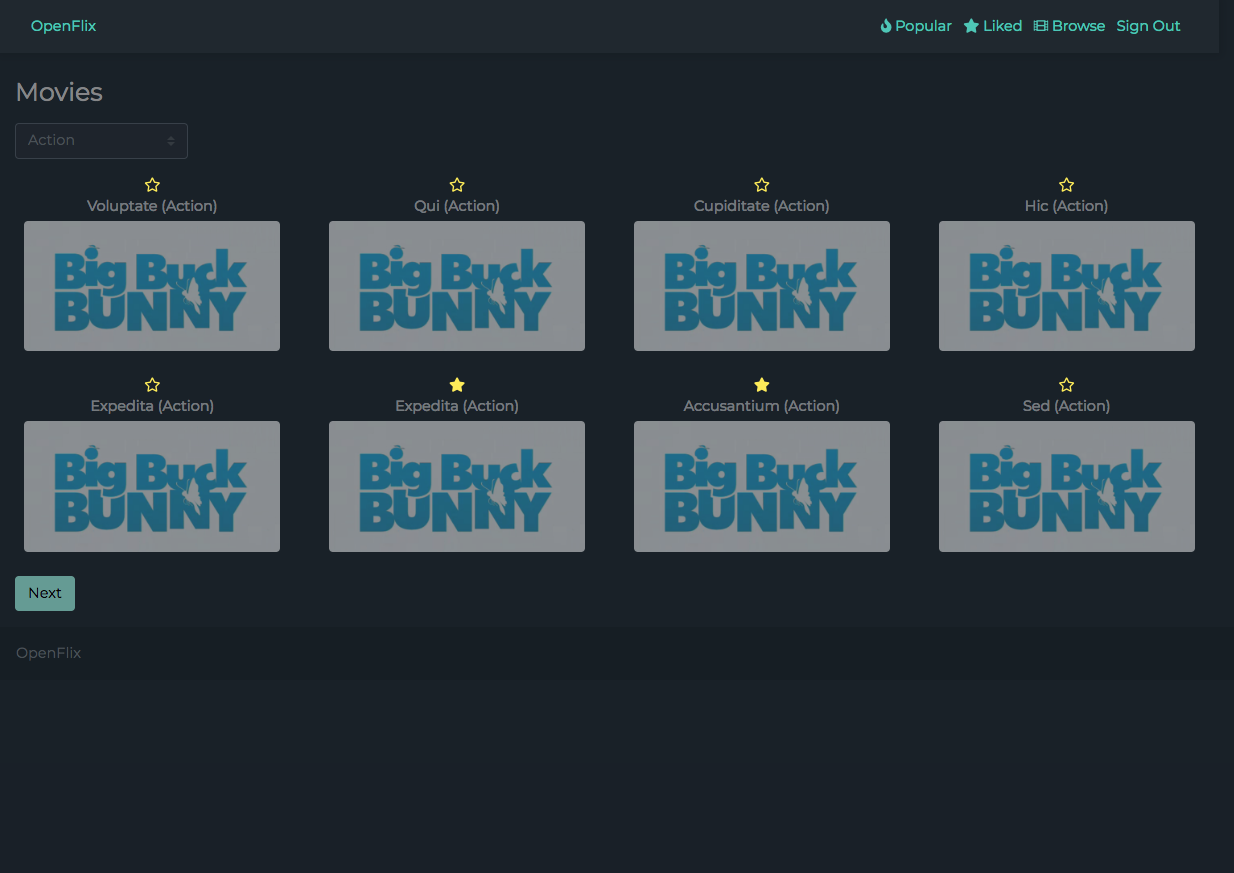 OpenFlix
Popular Liked Browse Sign Out
Movies
Action
Voluptate (Action)
Qui (Action)
Cupiditate (Action)
Hic (Action)
Big Buck
BUNNY
Big Buck
BUNNY
Big Buck
BUNNY
Big Buck
BUNNY
Expedita (Action)
Expedita (Action)
Accusantium (Action)
Sed (Action)
Big Buck
BUNNY
Big Buck
BUNNY
Big Buck
BUNNY
Big Buck
BUNNY
Next
OpenFlix